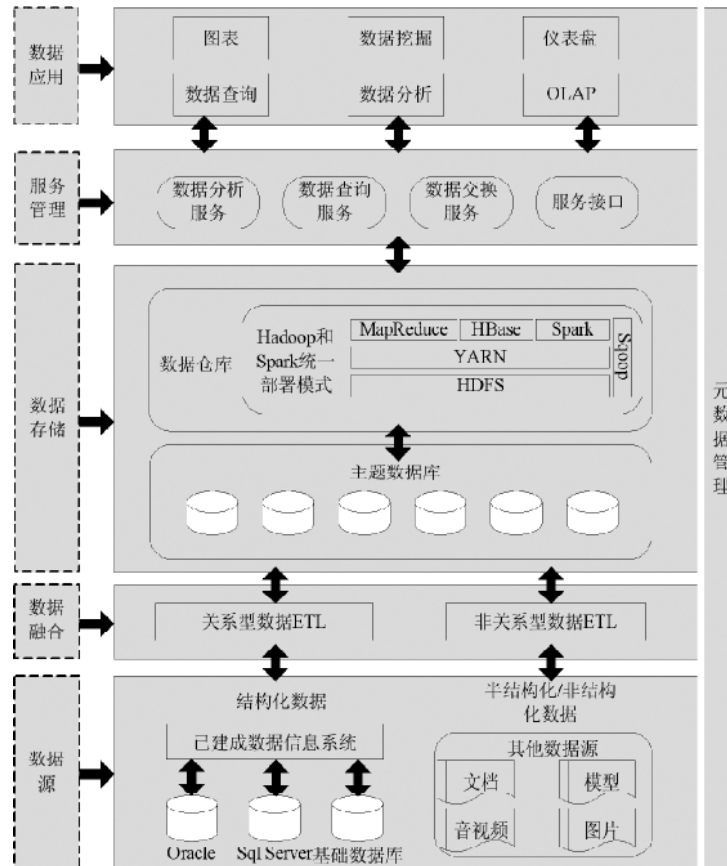 数据
应用
图表
数据挖掘
仪表盘
数据查询
数据分析
OLAP
服务
管理
数据分析
服务
数据查询
服务
数据交换
服务
服务接口
数据
存储
数据仓库
Hadoop和
Spark统一
部署模式
MapReduce
HBase
Spark
Sqoop
YARN
HDFS
主题数据库
元
数
据
管
理
数据
融合
关系型数据ETL
非关系型数据ETL
数据
源
结构化数据
已建成数据信息系统
Oracle
Sql Server
基础数据库
半结构化/非结构
化数据
其他数据源
文档
模型
音视频
图片